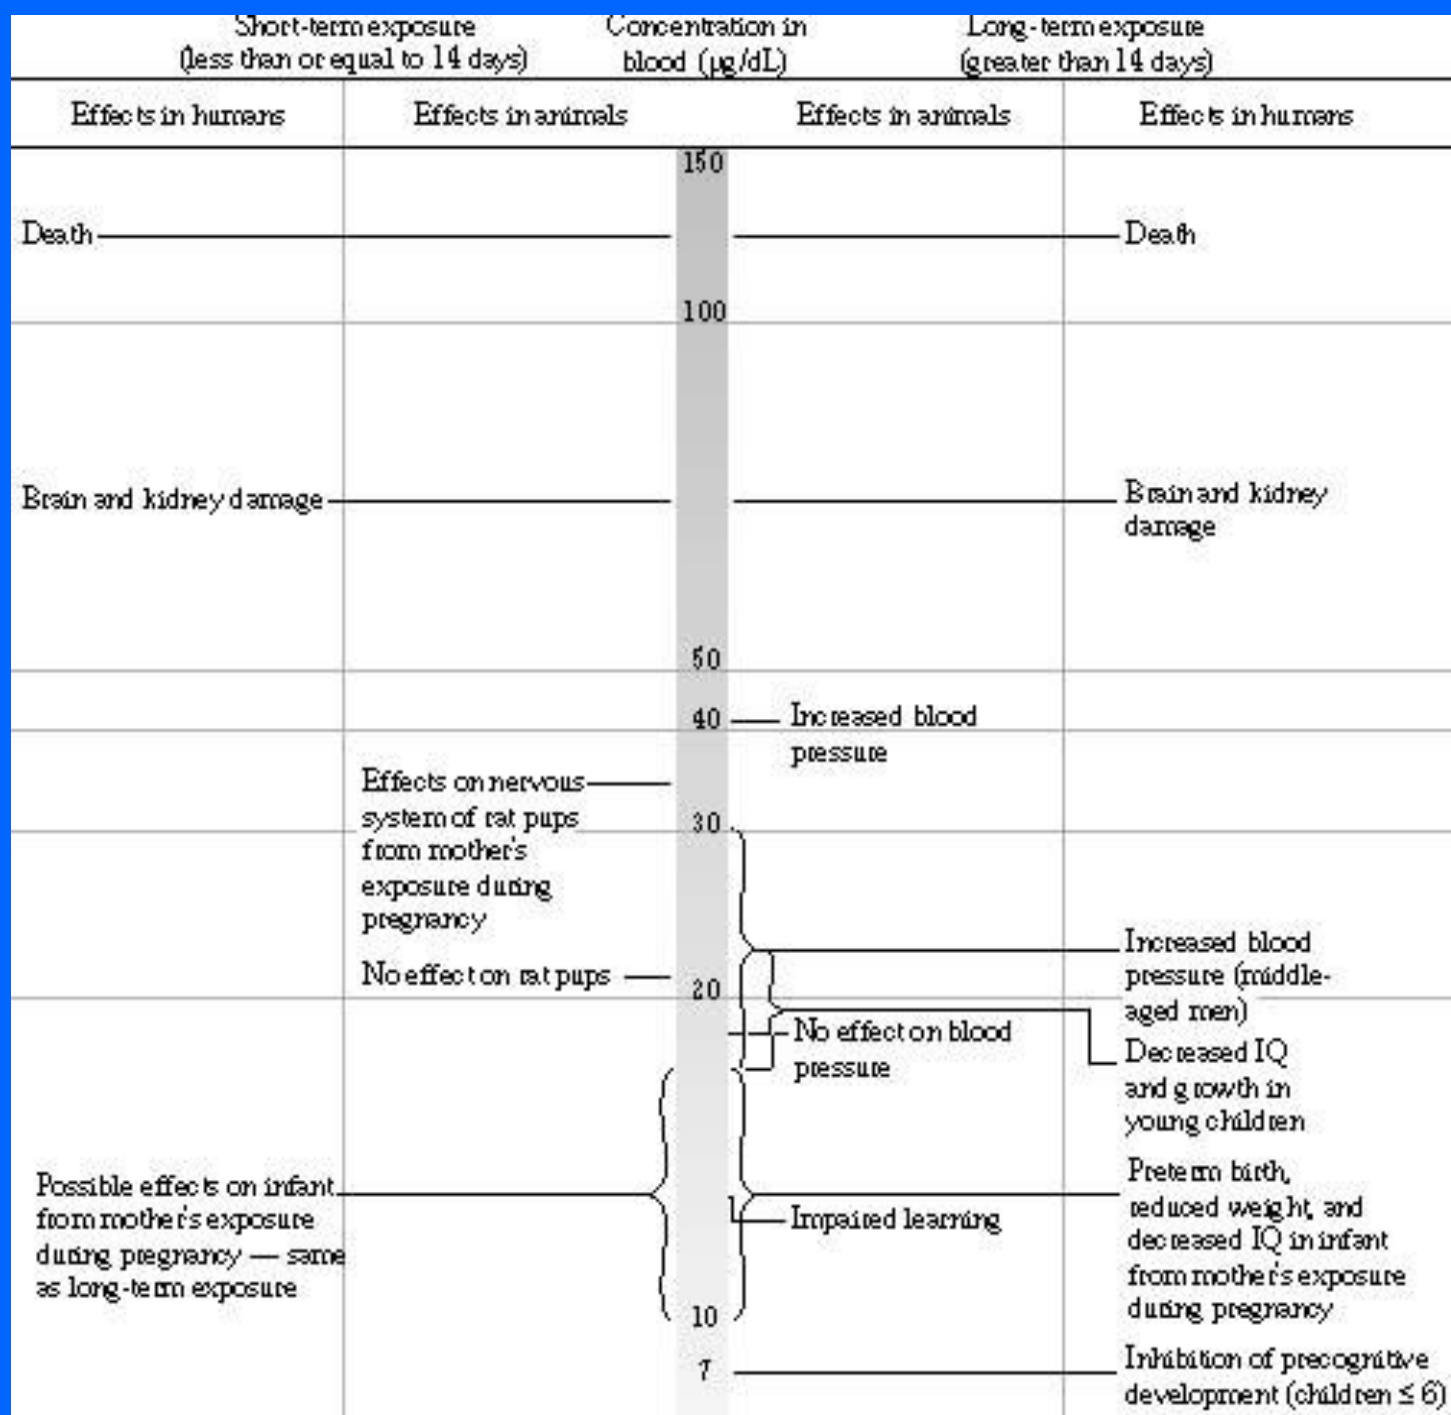 Short-term exposure
(less than or equal to 14 days)
Concentration in
blood (µg/dL)
Long-term exposure
(greater than 14 days)
Effects in humans
Effects in animals
Effects in animals
Effects in humans
150
Death
Death
100
Brain and kidney damage
Brain and kidney
damage
50
40
Increased blood
pressure
Effects on nervous
system of rat pups
from mother's
exposure during
pregnancy
30
Increased blood
pressure (middle-
aged men)
No effect on rat pups
20
No effect on blood
pressure
Decreased IQ
and growth in
young children
Possible effects on infant
from mother's exposure
during pregnancy — same
as long-term exposure
Impaired learning
Preterm birth,
reduced weight, and
decreased IQ in infant
from mother's exposure
during pregnancy
10
7
Inhibition of precognitive
development (children ≤ 6)